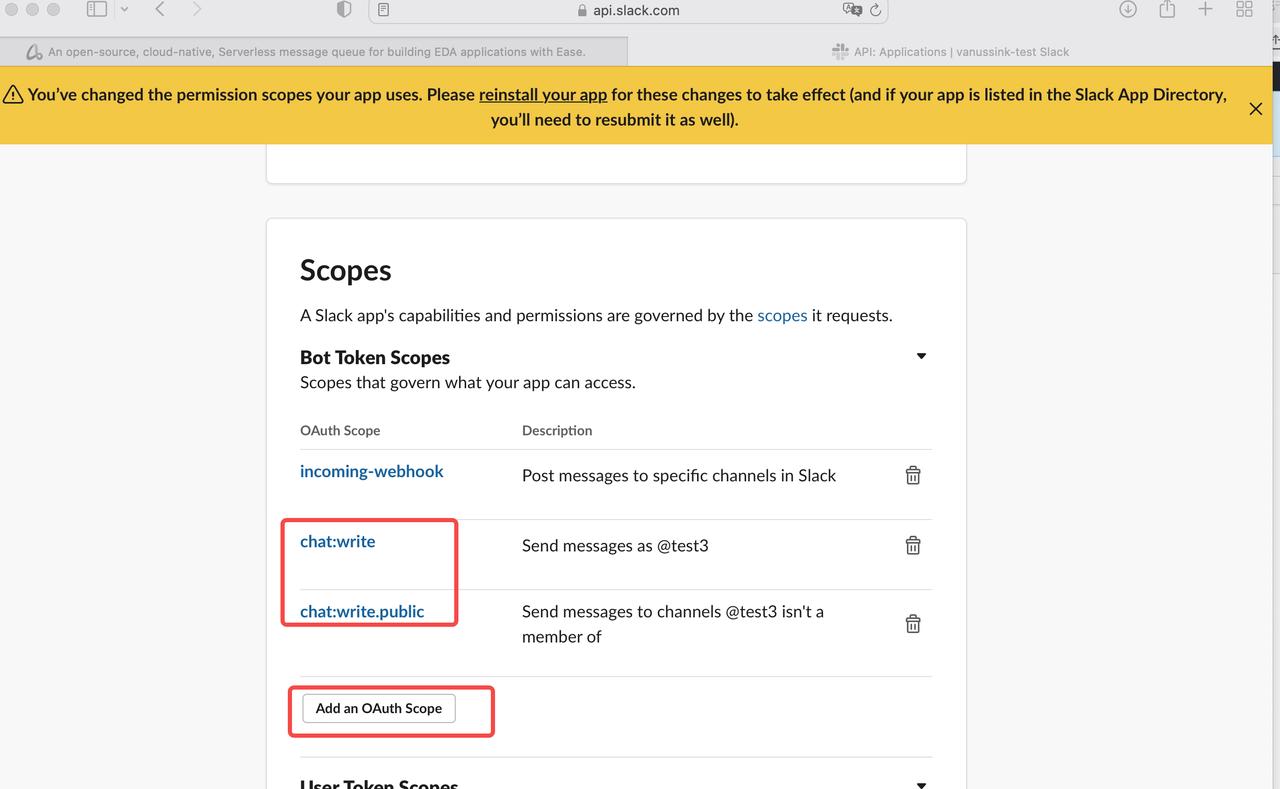 api.slack.com
An open-source, cloud-native, Serverless message queue for building EDA applications with Ease.
API: Applications | vanussink-test Slack
You’ve changed the permission scopes your app uses. Please reinstall your app for these changes to take effect (and if your app is listed in the Slack App Directory,
you’ll need to resubmit it as well).
Scopes
A Slack app's capabilities and permissions are governed by the scopes it requests.
Bot Token Scopes
Scopes that govern what your app can access.
OAuth Scope Description
incoming-webhook Post messages to specific channels in Slack
chat:write Send messages as @test3
chat:write.public Send messages to channels @test3 isn't a
member of
Add an OAuth Scope
User Token Scopes